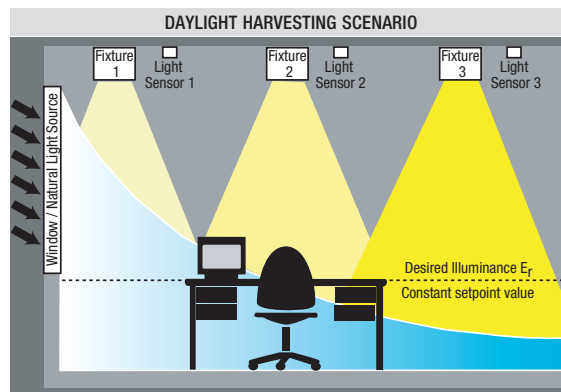 DAYLIGHT HARVESTING SCENARIO
Fixture
1
Light
Sensor 1
Fixture
2
Light
Sensor 2
Fixture
3
Light
Sensor 3
Window / Natural Light Source
Desired Illuminance Er
Constant setpoint value